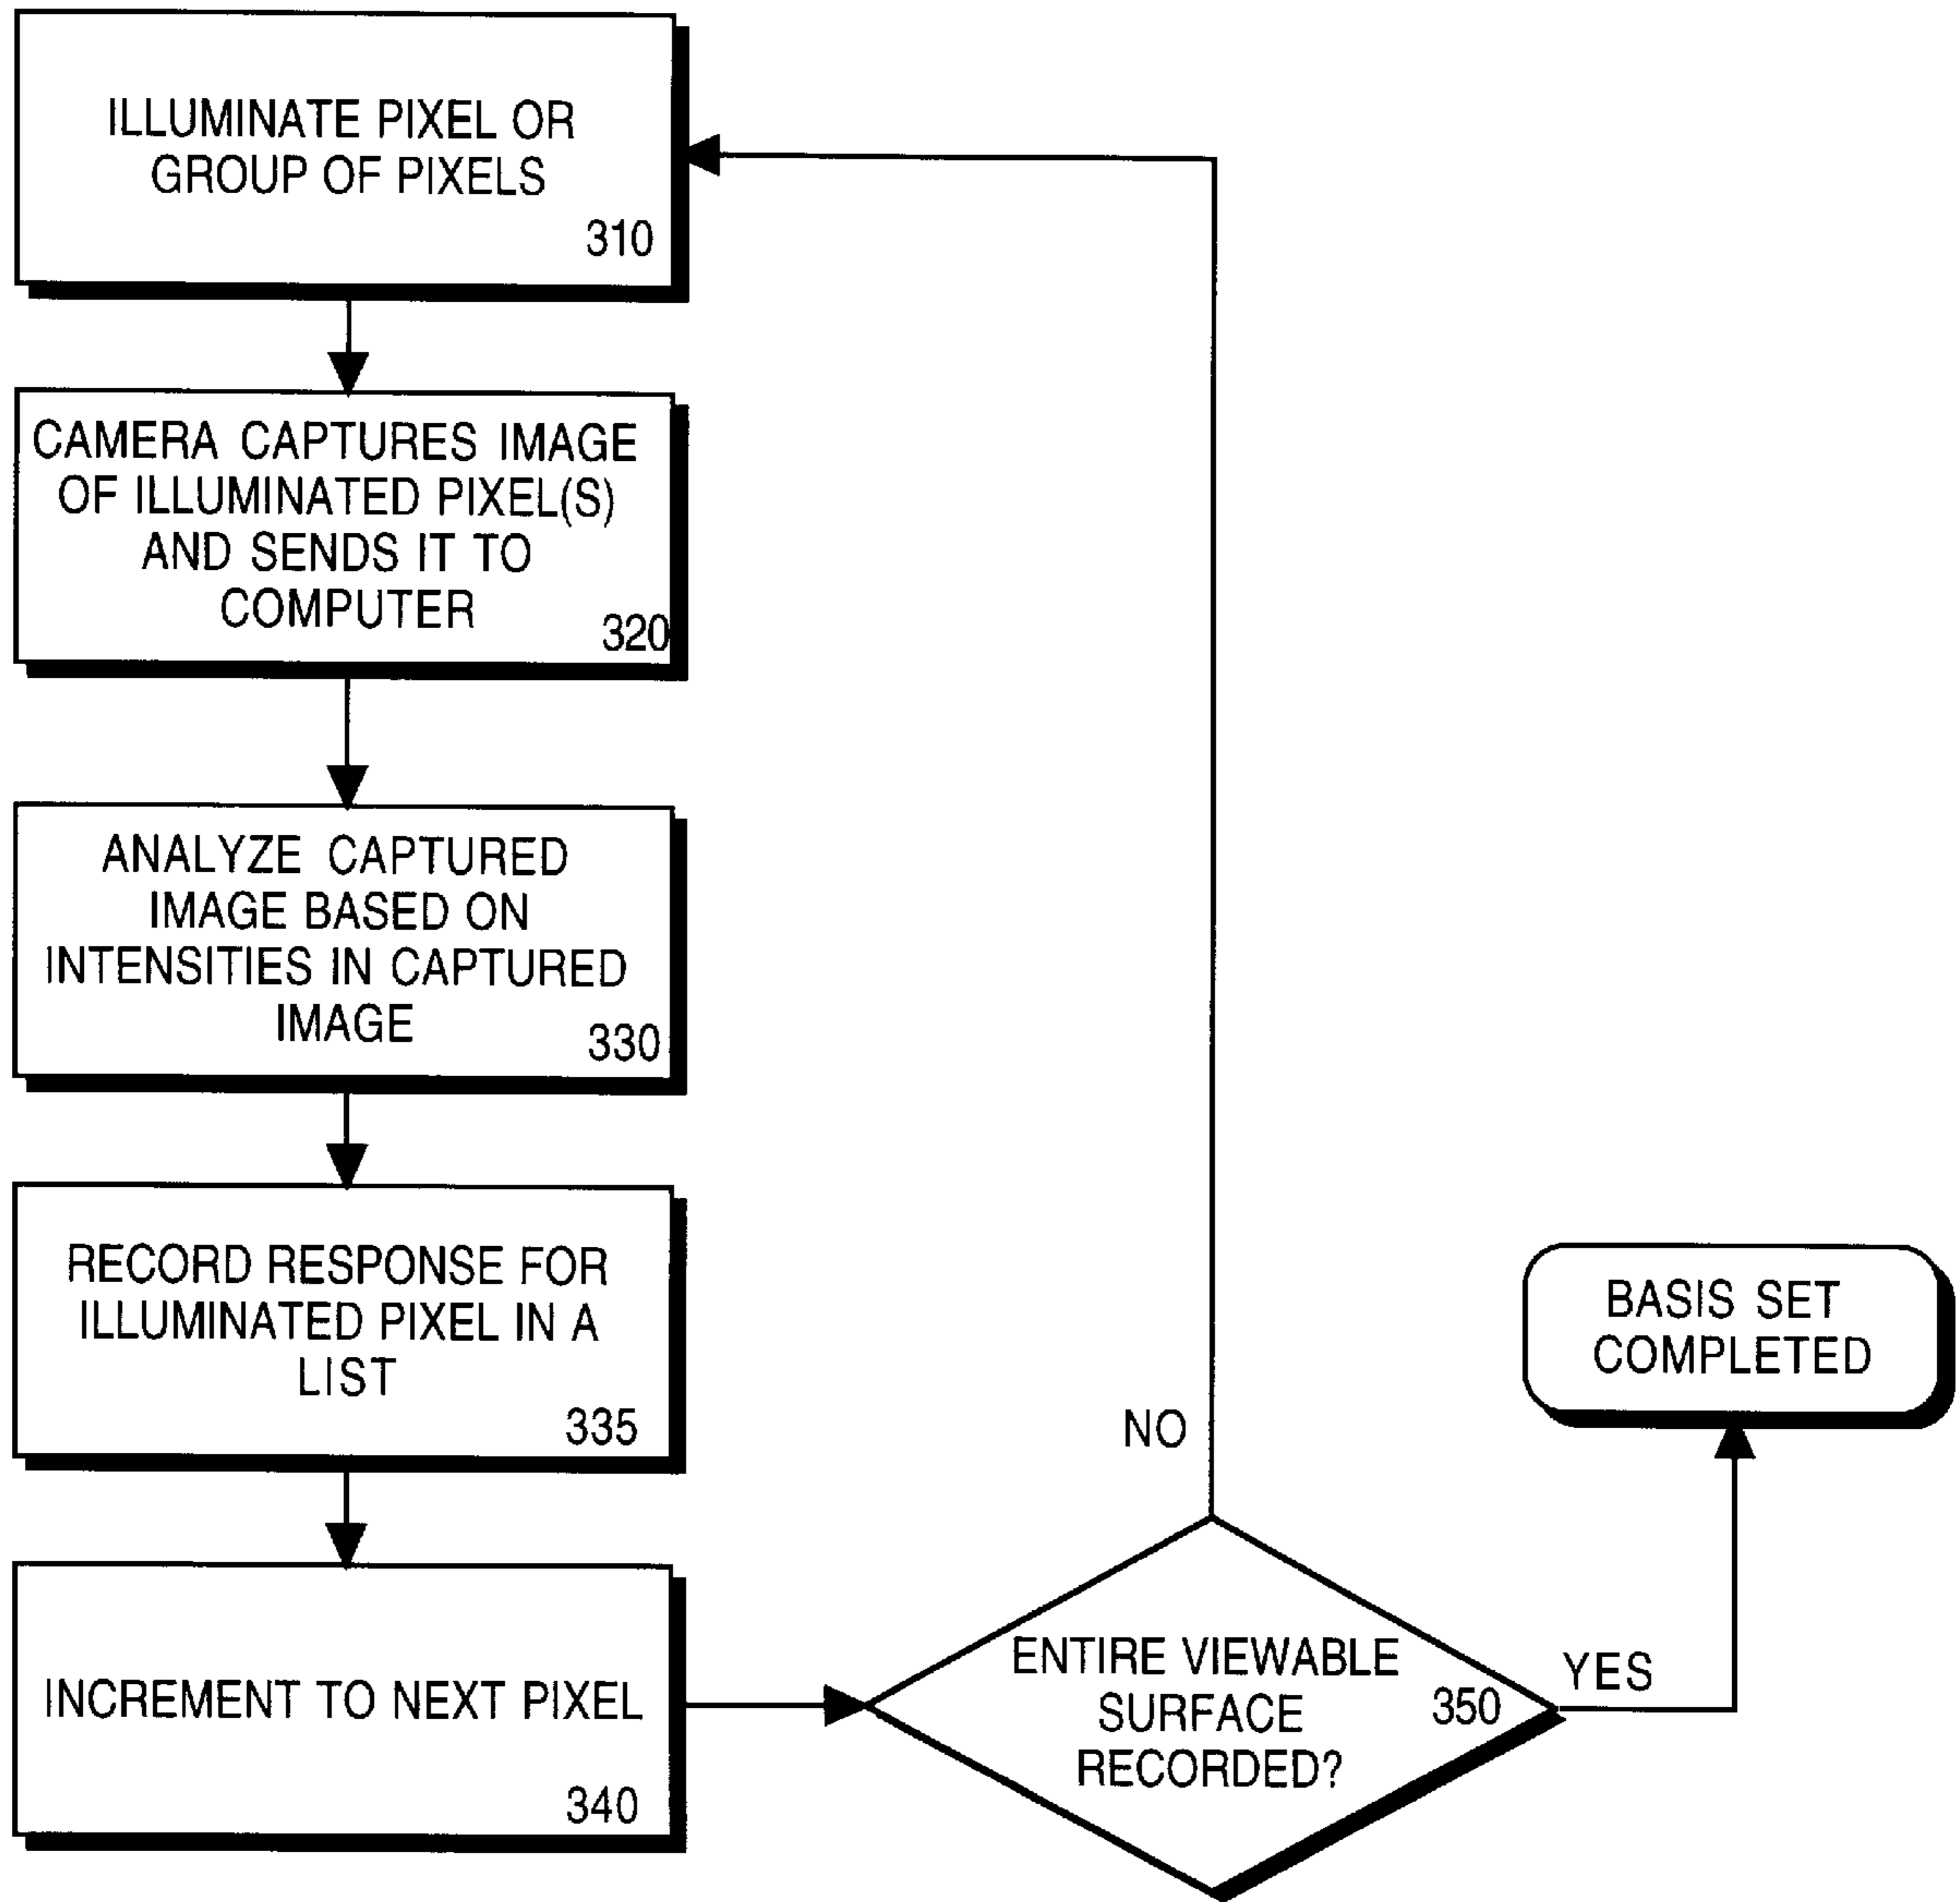 ILLUMINATE PIXEL OR
GROUP OF PIXELS
310
CAMERA CAPTURES IMAGE
OF ILLUMINATED PIXEL(S)
AND SENDS IT TO
COMPUTER
320
ANALYZE CAPTURED
IMAGE BASED ON
INTENSITIES IN CAPTURED
IMAGE
330
RECORD RESPONSE FOR
ILLUMINATED PIXEL IN A
LIST
335
INCREMENT TO NEXT PIXEL
340
ENTIRE VIEWABLE
SURFACE
RECORDED?
350
NO
YES
BASIS SET
COMPLETED